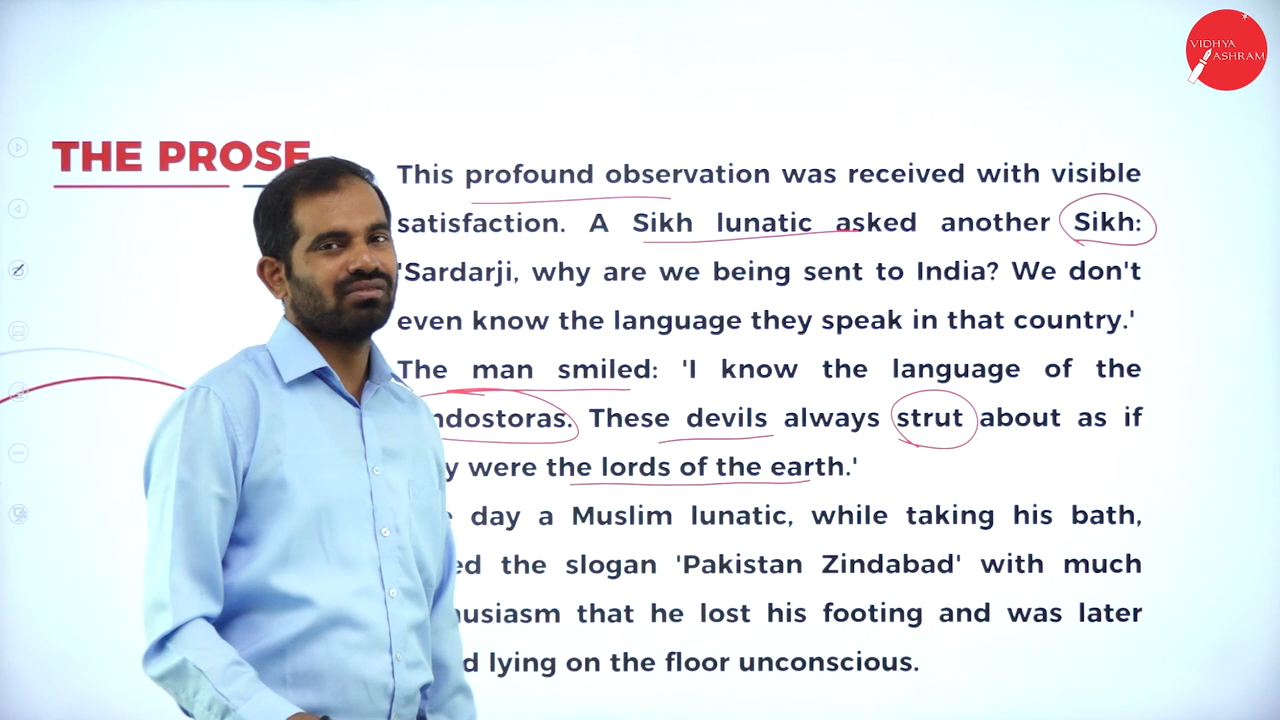 VIDHYA
ASHRAM
THE PROSE
This profound observation was received with visible
satisfaction. A Sikh lunatic asked another Sikh:
'Sardarji, why are we being sent to India? We don't
even know the language they speak in that country.'
The man smiled: 'I know the language of the
ndostoras. These devils always strut about as if
y were the lords of the earth.'
day a Muslim lunatic, while taking his bath,
ed the slogan 'Pakistan Zindabad' with much
husiasm that he lost his footing and was later
d lying on the floor unconscious.